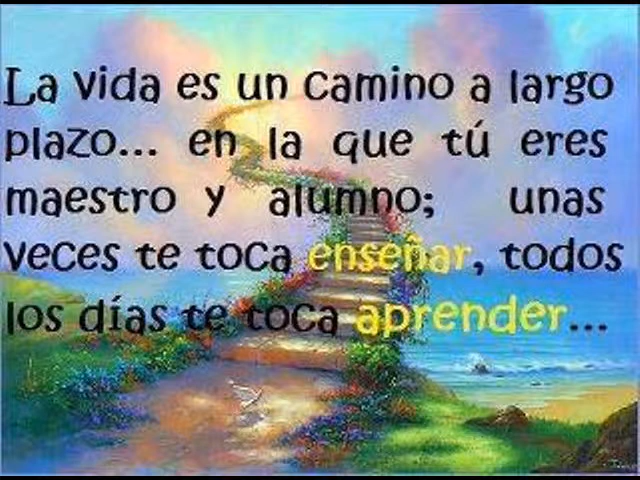 La vida es un camino a largo
plazo... en la que tú eres
maestro y alumno; unas
veces te toca enseñar, todos
los días te toca aprender...